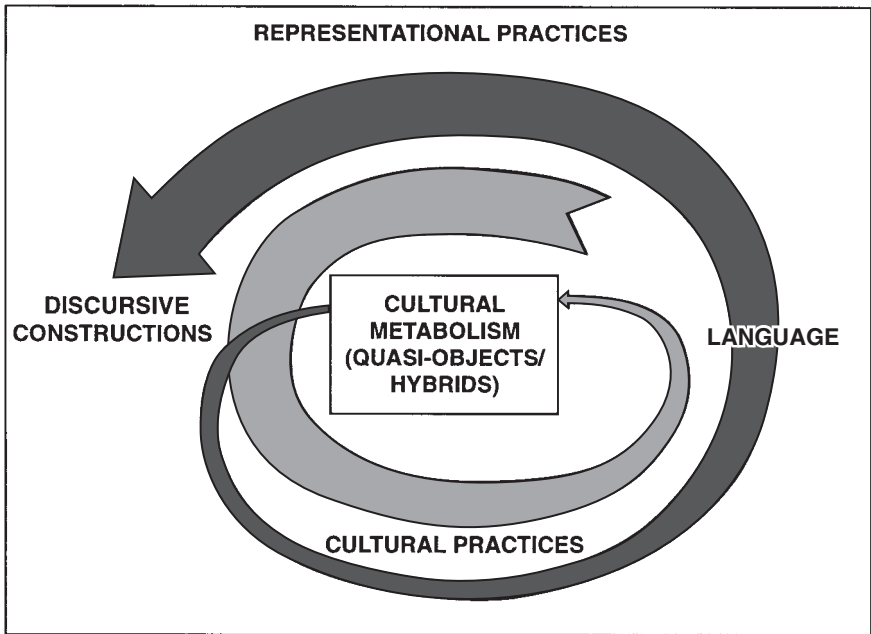 REPRESENTATIONAL PRACTICES
DISCURSIVE
CONSTRUCTIONS
CULTURAL
METABOLISM
(QUASI-OBJECTS/
HYBRIDS)
LANGUAGE
CULTURAL PRACTICES